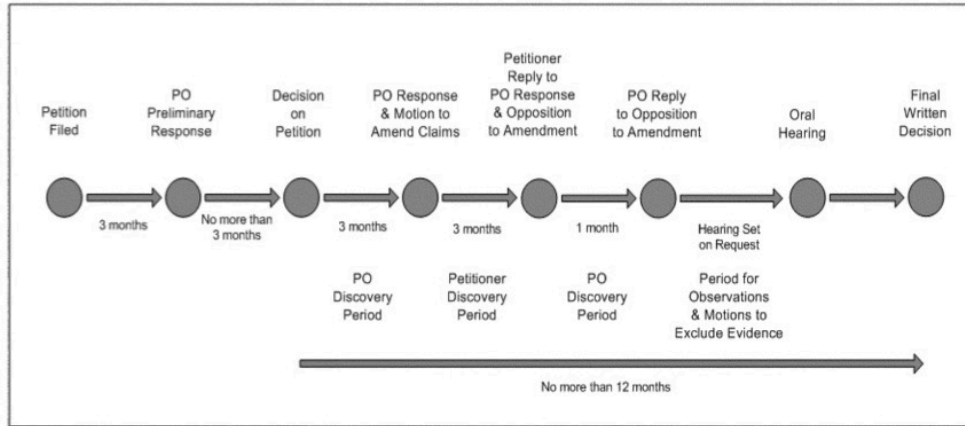 Petition
Filed
PO
Preliminary
Response
Decision
on
Petition
PO Response
& Motion to
Amend Claims
Petitioner
Reply to
PO Response
& Opposition
to Amendment
PO Reply
to Opposition
to Amendment
Oral
Hearing
Final
Written
Decision
3 months
No more than
3 months
3 months
3 months
1 month
Hearing Set
on Request
PO
Discovery
Period
Petitioner
Discovery
Period
PO
Discovery
Period
Period for
Observations
& Motions to
Exclude Evidence
No more than 12 months